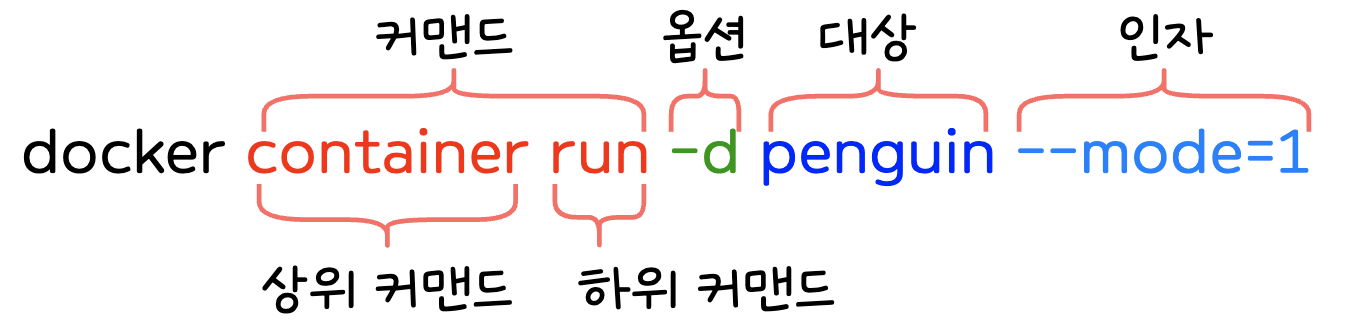 커맨드 옵션 대상 인자
docker container run -d penguin --mode=1
상위 커맨드 하위 커맨드